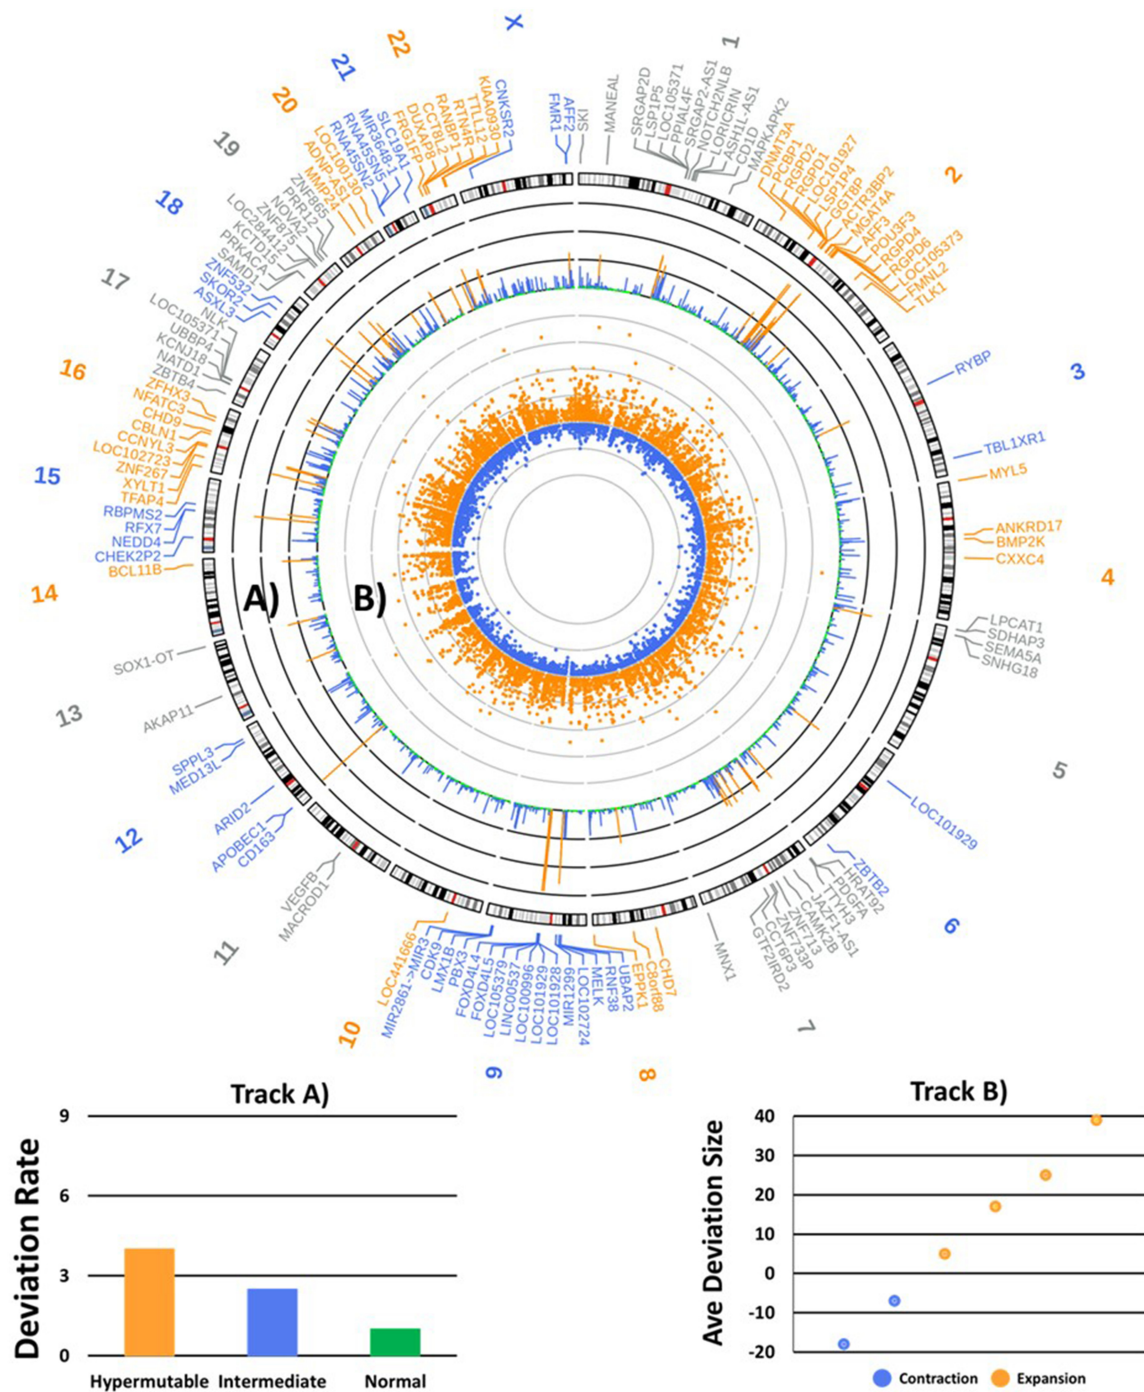 1
SKI
MANEAL
SRGAP2D
LSP1P5
LOC105371
PPIAL4F
SRGAP2-AS1
NOTCH2NLB
LORICRIN
ASH1L-AS1
CD1D
MAPKAPK2
2
DNMT3A
PCBP1
RGPD2
RGPD1
LOC101927
LSP1P4
GGT8P
ACTR3BP2
MGAT4A
AFF3
POU3F3
RGPD4
RGPD6
LOC105373
FMNL2
TLK1
3
RYBP
TBL1XR1
4
MYL5
ANKRD17
BMP2K
CXXC4
5
LPCAT1
SDHAP3
SEMA5A
SNHG18
6
LOC101929
ZBTB2
7
HRAT92
PDGFA
TTYH3
JAZF1-AS1
CAMK2B
ZNF713
ZNF733P
CCT6P3
GTF2IRD2
MNX1
8
CHD7
C8orf88
EPPK1
9
UBAP2
RNF38
MELK
LOC102724
MIR1299
LOC101928
LOC101929
LOC100996
LINC00537
LOC105379
FOXD4L5
FOXD4L4
PBX3
LMX1B
CDK9
MIR2861->MIR3
10
LOC441666
11
MACROD1
VEGFB
12
CD163
APOBEC1
ARID2
MED13L
SPPL3
13
AKAP11
SOX1-OT
14
BCL11B
15
CHEK2P2
NEDD4
RFX7
RBPMS2
16
TFAP4
XYLT1
ZNF267
LOC102723
CCNYL3
CBLN1
CHD9
NFATC3
ZFHX3
17
ZBTB4
NATD1
KCNJ18
UBBP4
LOC105371
NLK
18
ASXL3
SKOR2
ZNF532
19
SAMD1
PRKACA
KCTD15
LOC284412
ZNF875
NOVA2
PRR12
ZNF865
20
MMP24
ADNP-AS1
LOC100130
21
RNA45SN2
RNA45SN5
MIR3648-1
SLC19A1
22
FRG1FP
DUXAP8
CCT8L2
RANBP1
RTN4R
TTLL12
KIAA0930
X
CNKSR2
FMR1
AFF2
A)
B)
Track A)
Deviation Rate
9
6
3
0
Hypermutable Intermediate Normal
Track B)
Ave Deviation Size
40
30
20
10
0
-10
-20
Contraction Expansion